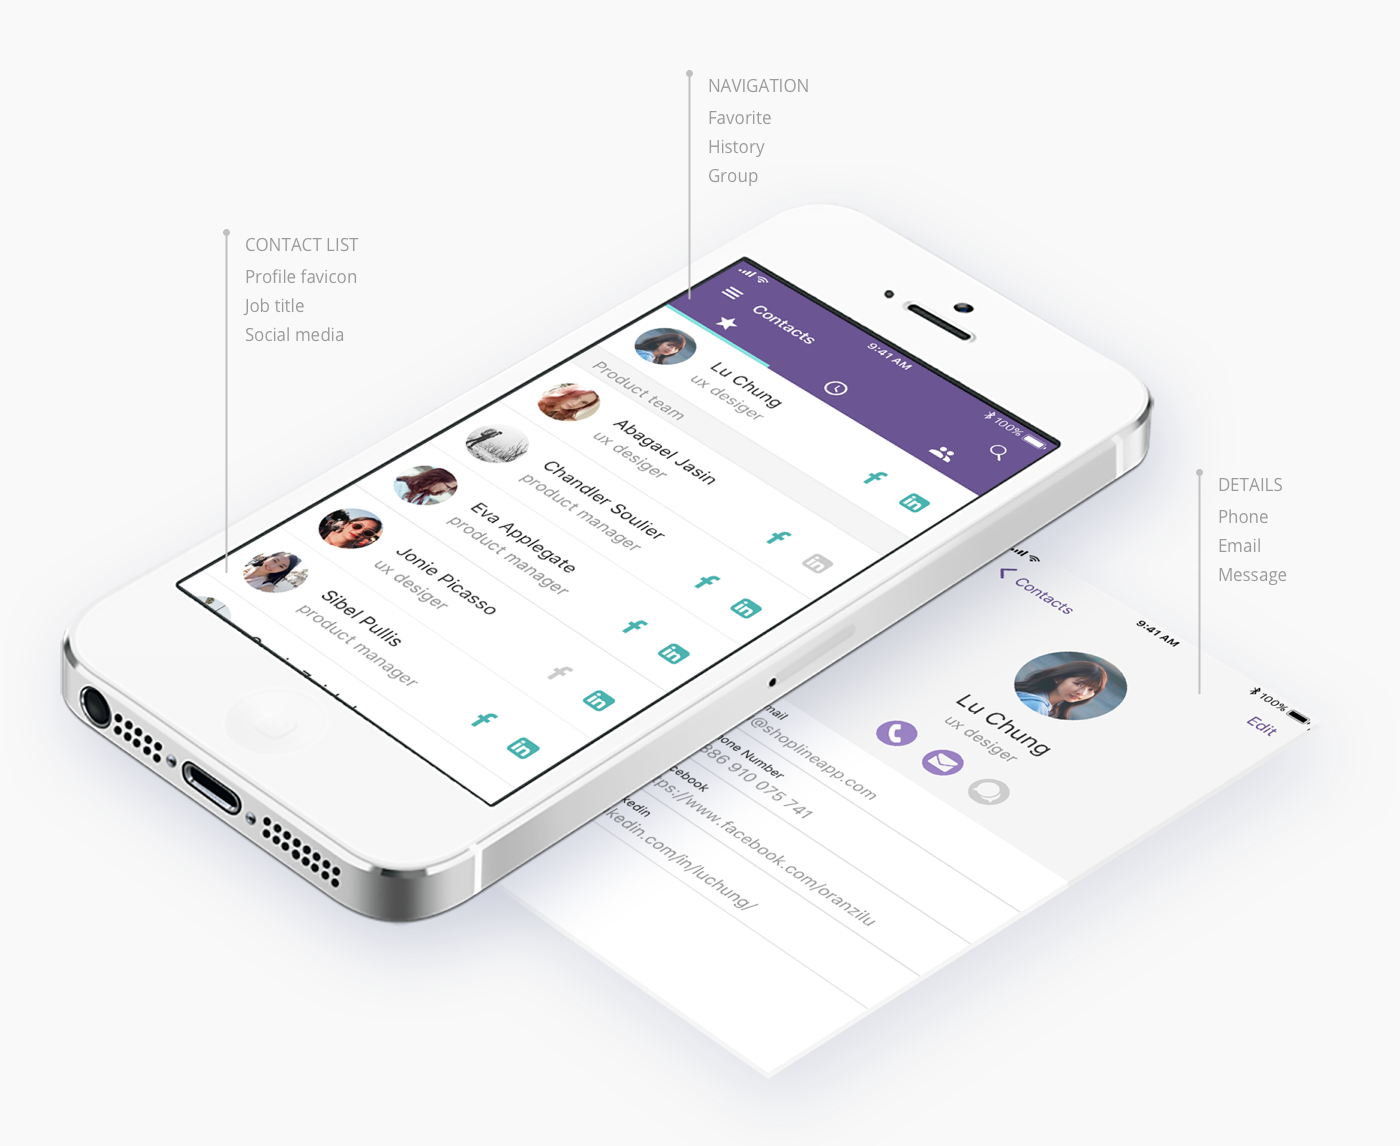 NAVIGATION
Favorite
History
Group
CONTACT LIST
Profile favicon
Job title
Social media
DETAILS
Phone
Email
Message
9:41 AM
100%
Contacts
Lu Chung
ux desiger
Product team
Abagael Jasin
ux desiger
Chandler Soulier
product manager
Eva Applegate
product manager
Jonie Picasso
ux desiger
Sibel Pullis
product manager
9:41 AM
100%
Contacts
Edit
Lu Chung
ux desiger
mail
@shoplineapp.com
one Number
886 910 075 741
cebook
ps://www.facebook.com/oranzilu
kedin
kedin.com/in/luchung/